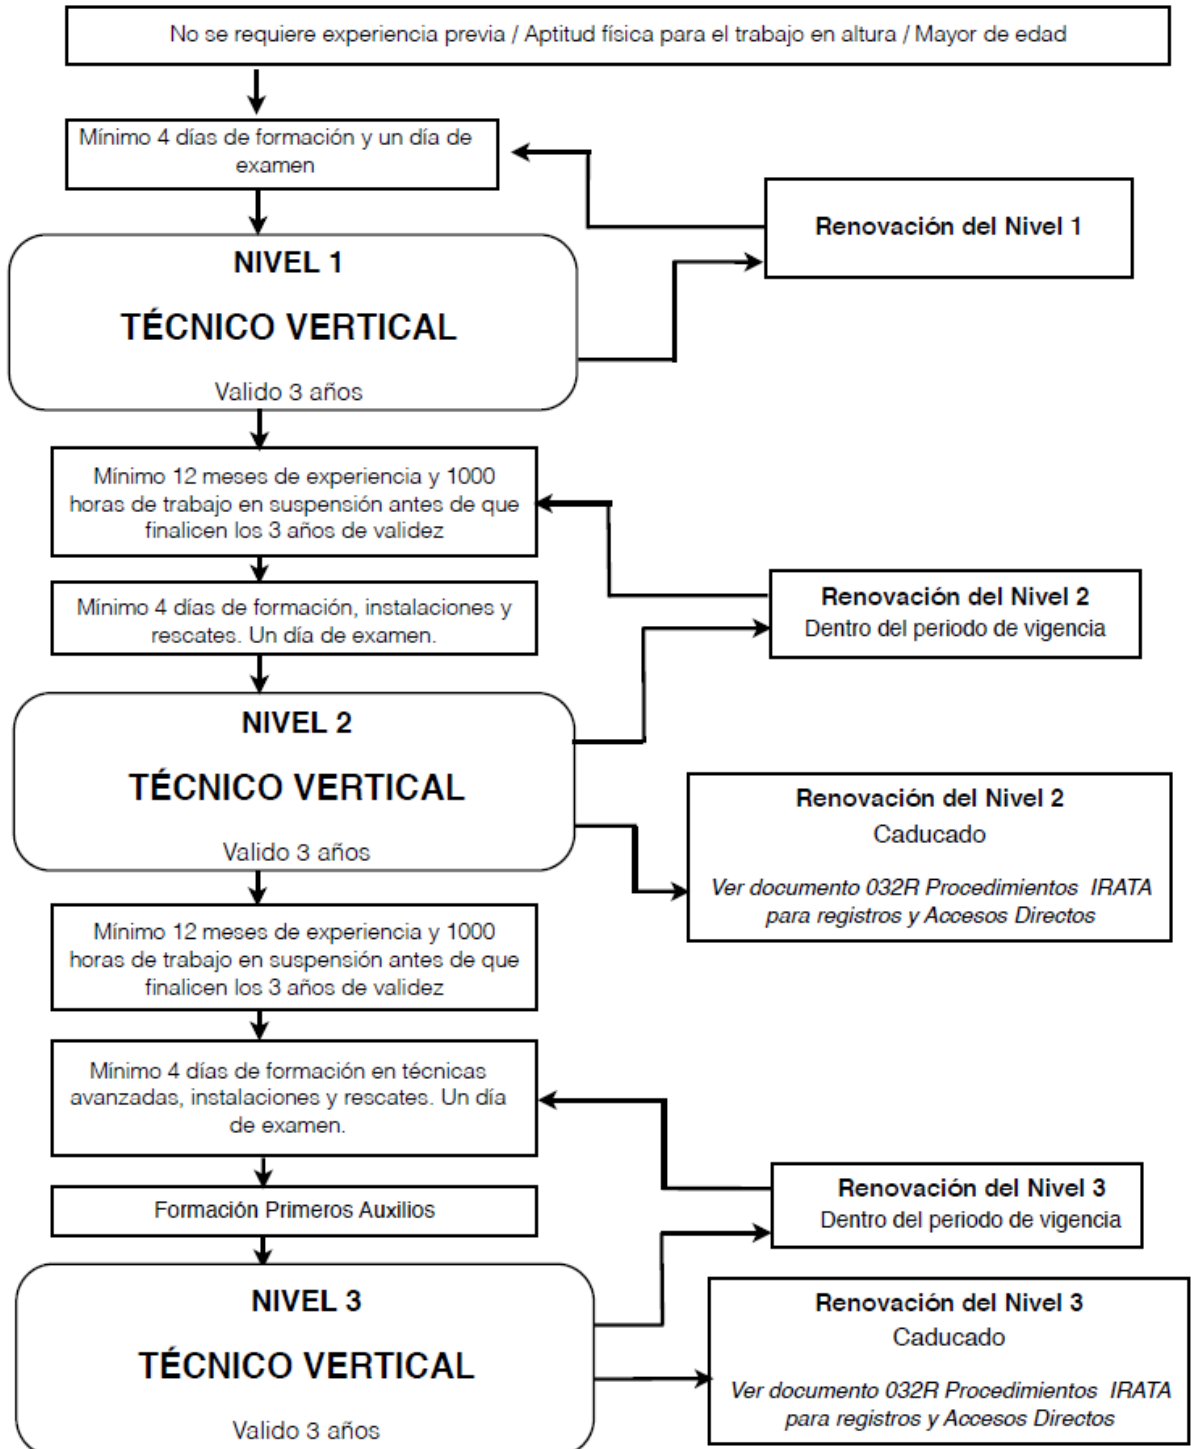 No se requiere experiencia previa / Aptitud física para el trabajo en altura / Mayor de edad
Mínimo 4 días de formación y un día de
examen
Renovación del Nivel 1
NIVEL 1
TÉCNICO VERTICAL
Valido 3 años
Mínimo 12 meses de experiencia y 1000
horas de trabajo en suspensión antes de que
finalicen los 3 años de validez
Mínimo 4 días de formación, instalaciones y
rescates. Un día de examen.
Renovación del Nivel 2
Dentro del periodo de vigencia
NIVEL 2
TÉCNICO VERTICAL
Valido 3 años
Renovación del Nivel 2
Caducado
Ver documento 032R Procedimientos IRATA
para registros y Accesos Directos
Mínimo 12 meses de experiencia y 1000
horas de trabajo en suspensión antes de que
finalicen los 3 años de validez
Mínimo 4 días de formación en técnicas
avanzadas, instalaciones y rescates. Un día
de examen.
Formación Primeros Auxilios
Renovación del Nivel 3
Dentro del periodo de vigencia
NIVEL 3
TÉCNICO VERTICAL
Valido 3 años
Renovación del Nivel 3
Caducado
Ver documento 032R Procedimientos IRATA
para registros y Accesos Directos